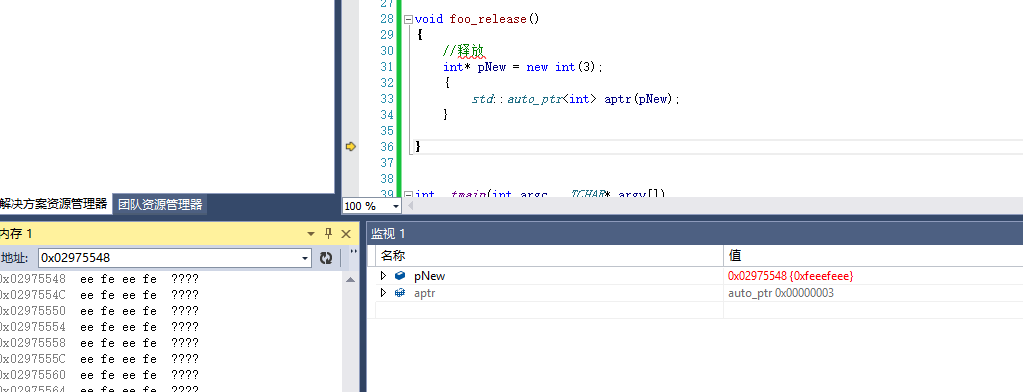 27
28 void foo_release()
29 {
30 //释放
31 int* pNew = new int(3);
32 {
33 std::auto_ptr<int> aptr(pNew);
34 }
35
36 }
37
38
39 int _tmain(int argc, _TCHAR* argv[])
解决方案资源管理器 团队资源管理器
100 %
内存 1
地址: 0x02975548
0x02975548 ee fe ee fe ????
0x0297554C ee fe ee fe ????
0x02975550 ee fe ee fe ????
0x02975554 ee fe ee fe ????
0x02975558 ee fe ee fe ????
0x0297555C ee fe ee fe ????
0x02975560 ee fe ee fe ????
0x02975564 ee fe ee fe ????
监视 1
名称 值
pNew 0x02975548 {0xfeeefeee}
aptr auto_ptr 0x00000003